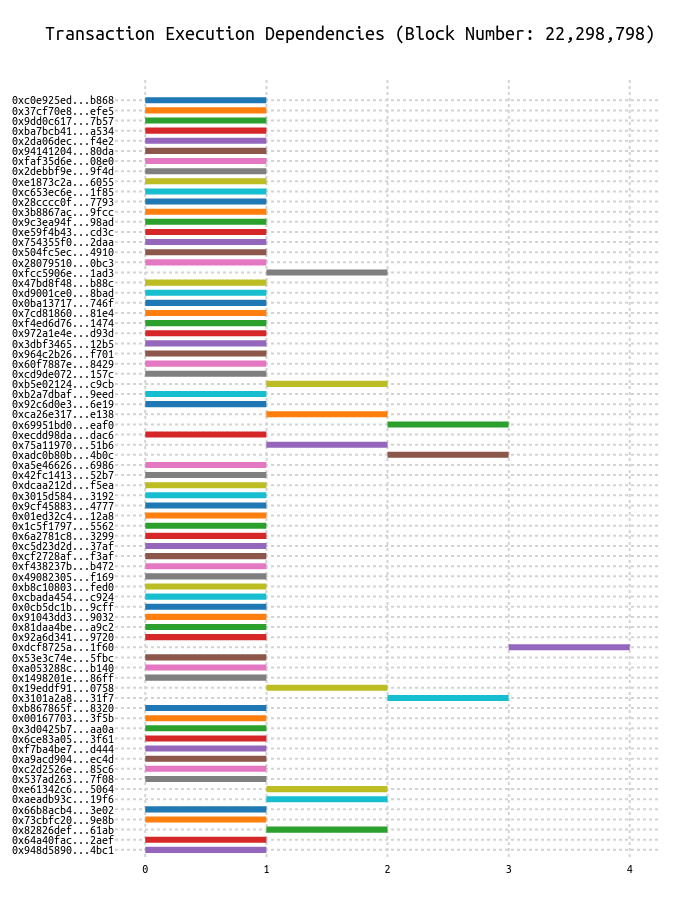 Transaction Execution Dependencies (Block Number: 22,298,798)
0xc0e925ed...b868
0x37cf70e8...efe5
0x9dd0c617...7b57
0xba7bcb41...a534
0x2da06dec...f4e2
0x94141204...80da
0xfaf35d6e...08e0
0x2debbf9e...9f4d
0xe1873c2a...6055
0xc653ec6e...1f85
0x28cccc0f...7793
0x3b8867ac...9fcc
0x9c3ea94f...98ad
0xe59f4b43...cd3c
0x754355f0...2daa
0x504fc5ec...4910
0x28079510...0bc3
0xfcc5906e...1ad3
0x47bd8f48...b88c
0xd9001ce0...8bad
0x0ba13717...746f
0x7cd81860...81e4
0xf4ed6d76...1474
0x972a1e4e...d93d
0x3dbf3465...12b5
0x964c2b26...f701
0x60f7887e...8429
0xcd9de072...157c
0xb5e02124...c9cb
0xb2a7dbaf...9eed
0x92c6d0e3...6e19
0xca26e317...e138
0x69951bd0...eaf0
0xecdd98da...dac6
0x75a11970...51b6
0xadc0b80b...4b0c
0xa5e46626...6986
0x42fc1413...52b7
0xdcaa212d...f5ea
0x3015d584...3192
0x9cf45883...4777
0x01ed32c4...12a8
0x1c5f1797...5562
0x6a2781c8...3299
0xc5d23d2d...37af
0xcf2728af...f3af
0xf438237b...b472
0x49082305...f169
0xb8c10803...fed0
0xcbada454...c924
0x0cb5dc1b...9cff
0x91043dd3...9032
0x81daa4be...a9c2
0x92a6d341...9720
0xdcf8725a...1f60
0x53e3c74e...5fbc
0xa053288c...b140
0x1498201e...86ff
0x19eddf91...0758
0x3101a2a8...31f7
0xb867865f...8320
0x00167703...3f5b
0x3d0425b7...aa0a
0x6ce83a05...3f61
0xf7ba4be7...d444
0xa9acd904...ec4d
0xc2d2526e...85c6
0x537ad263...7f08
0xe61342c6...5064
0xaeadb93c...19f6
0x66b8acb4...3e02
0x73cbfc20...9e8b
0x82826def...61ab
0x64a40fac...2aef
0x948d5890...4bc1
0 1 2 3 4